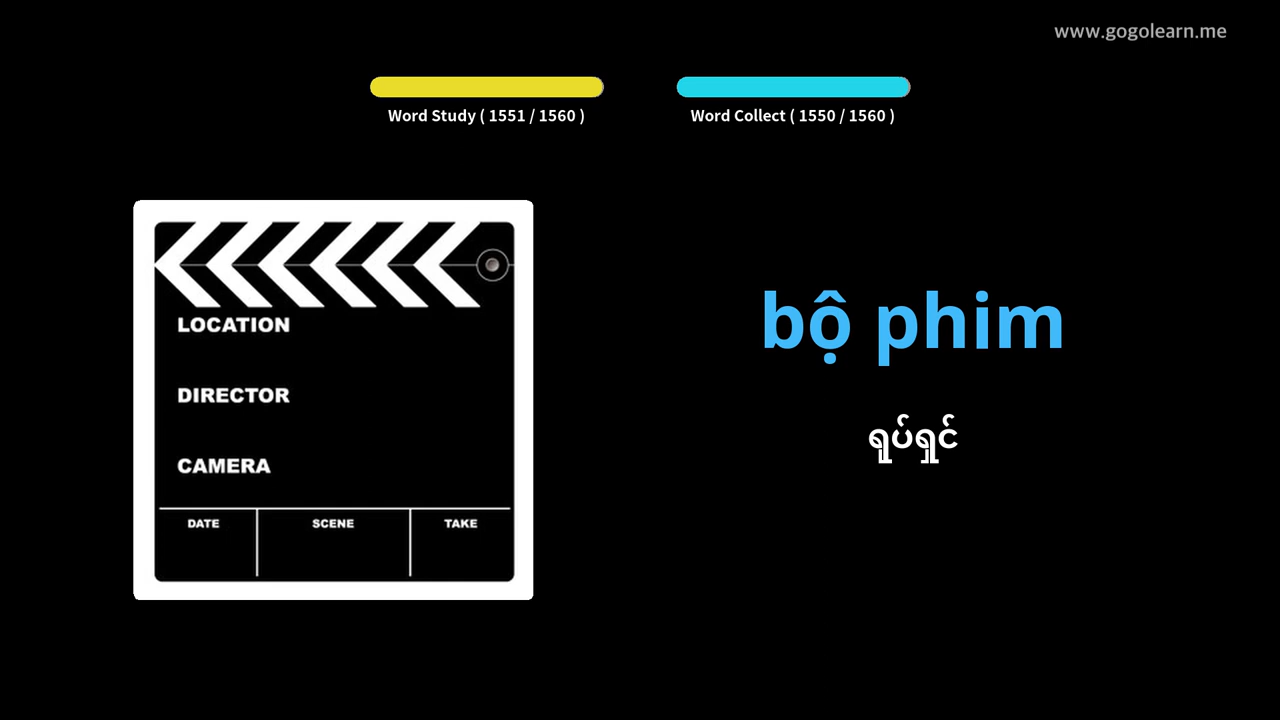 www.gogolearn.me
Word Study ( 1551 / 1560 )
Word Collect ( 1550 / 1560 )
LOCATION
DIRECTOR
CAMERA
DATE
SCENE
TAKE
bộ phim
ရုပ်ရှင်